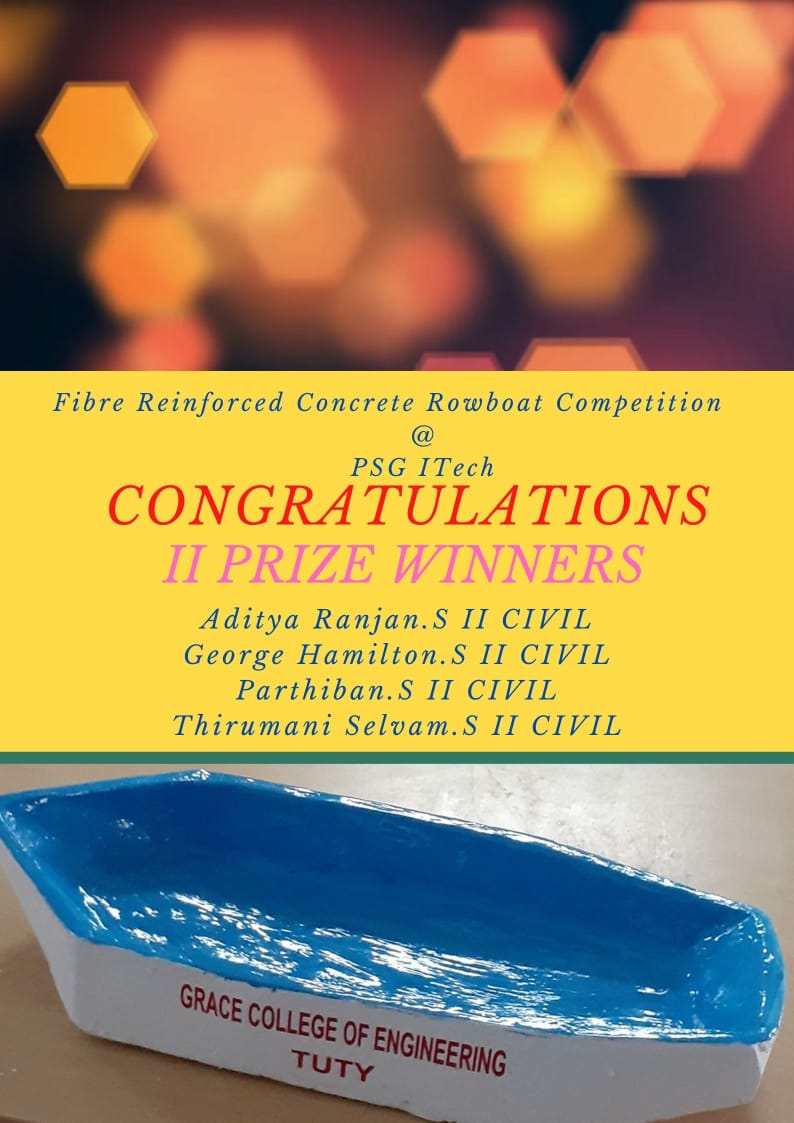 Fibre Reinforced Concrete Rowboat Competition
@
PSG ITech
CONGRATULATIONS
II PRIZE WINNERS
Aditya Ranjan.S II CIVIL
George Hamilton.S II CIVIL
Parthiban.S II CIVIL
Thirumani Selvam.S II CIVIL
GRACE COLLEGE OF ENGINEERING
TUTY